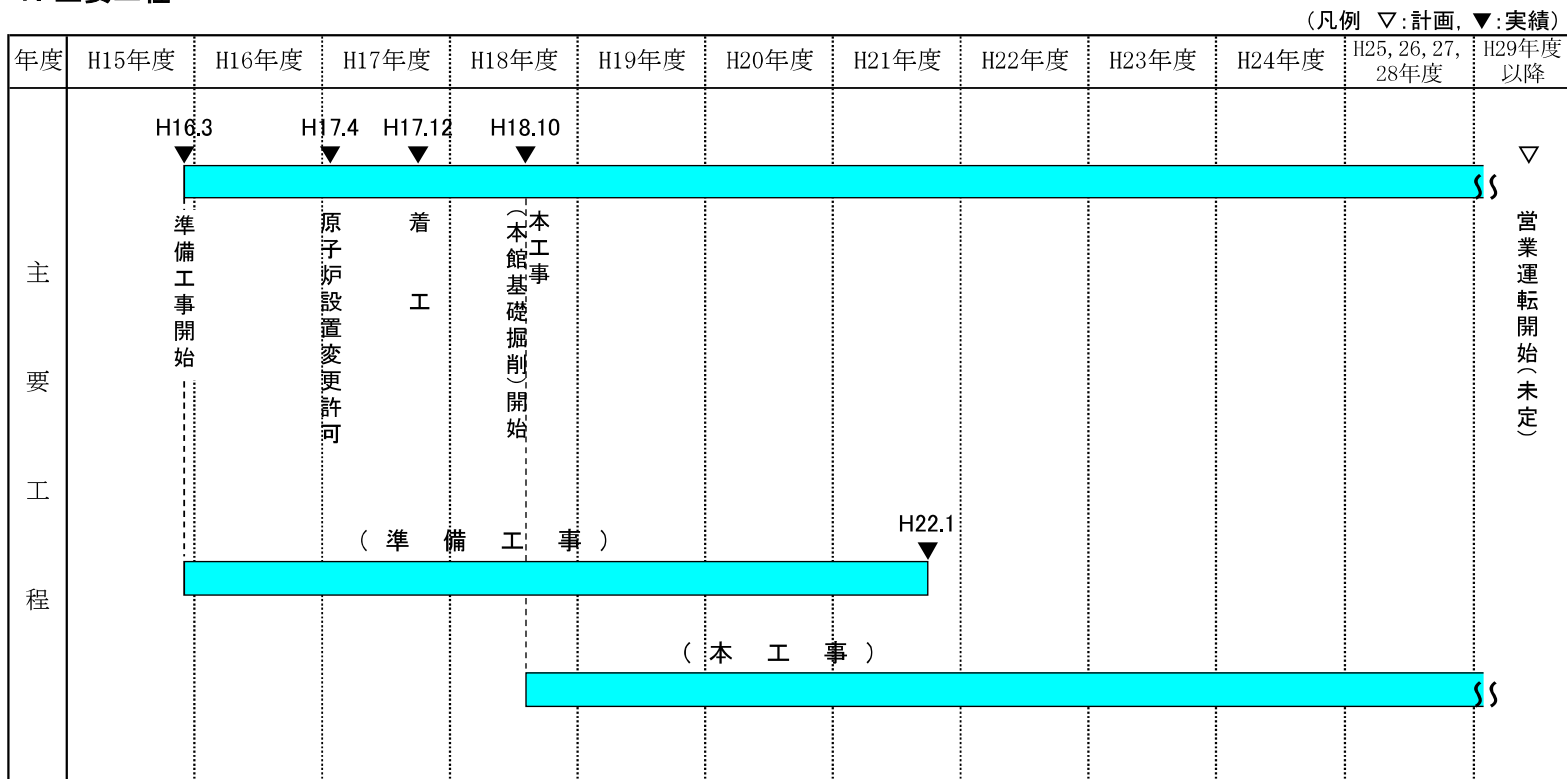 (凡例 ▽:計画, ▼:実績)
年度 H15年度 H16年度 H17年度 H18年度 H19年度 H20年度 H21年度 H22年度 H23年度 H24年度 H25,26,27,28年度 H29年度以降
主要工程
H16.3 H17.4 H17.12 H18.10
▼ ▼ ▼ ▼ ▽
準備工事開始
原子炉設置変更許可
着工
本工事
(本館基礎掘削)開始
営業運転開始(未定)
H22.1
▼
(準備工事)
(本工事)